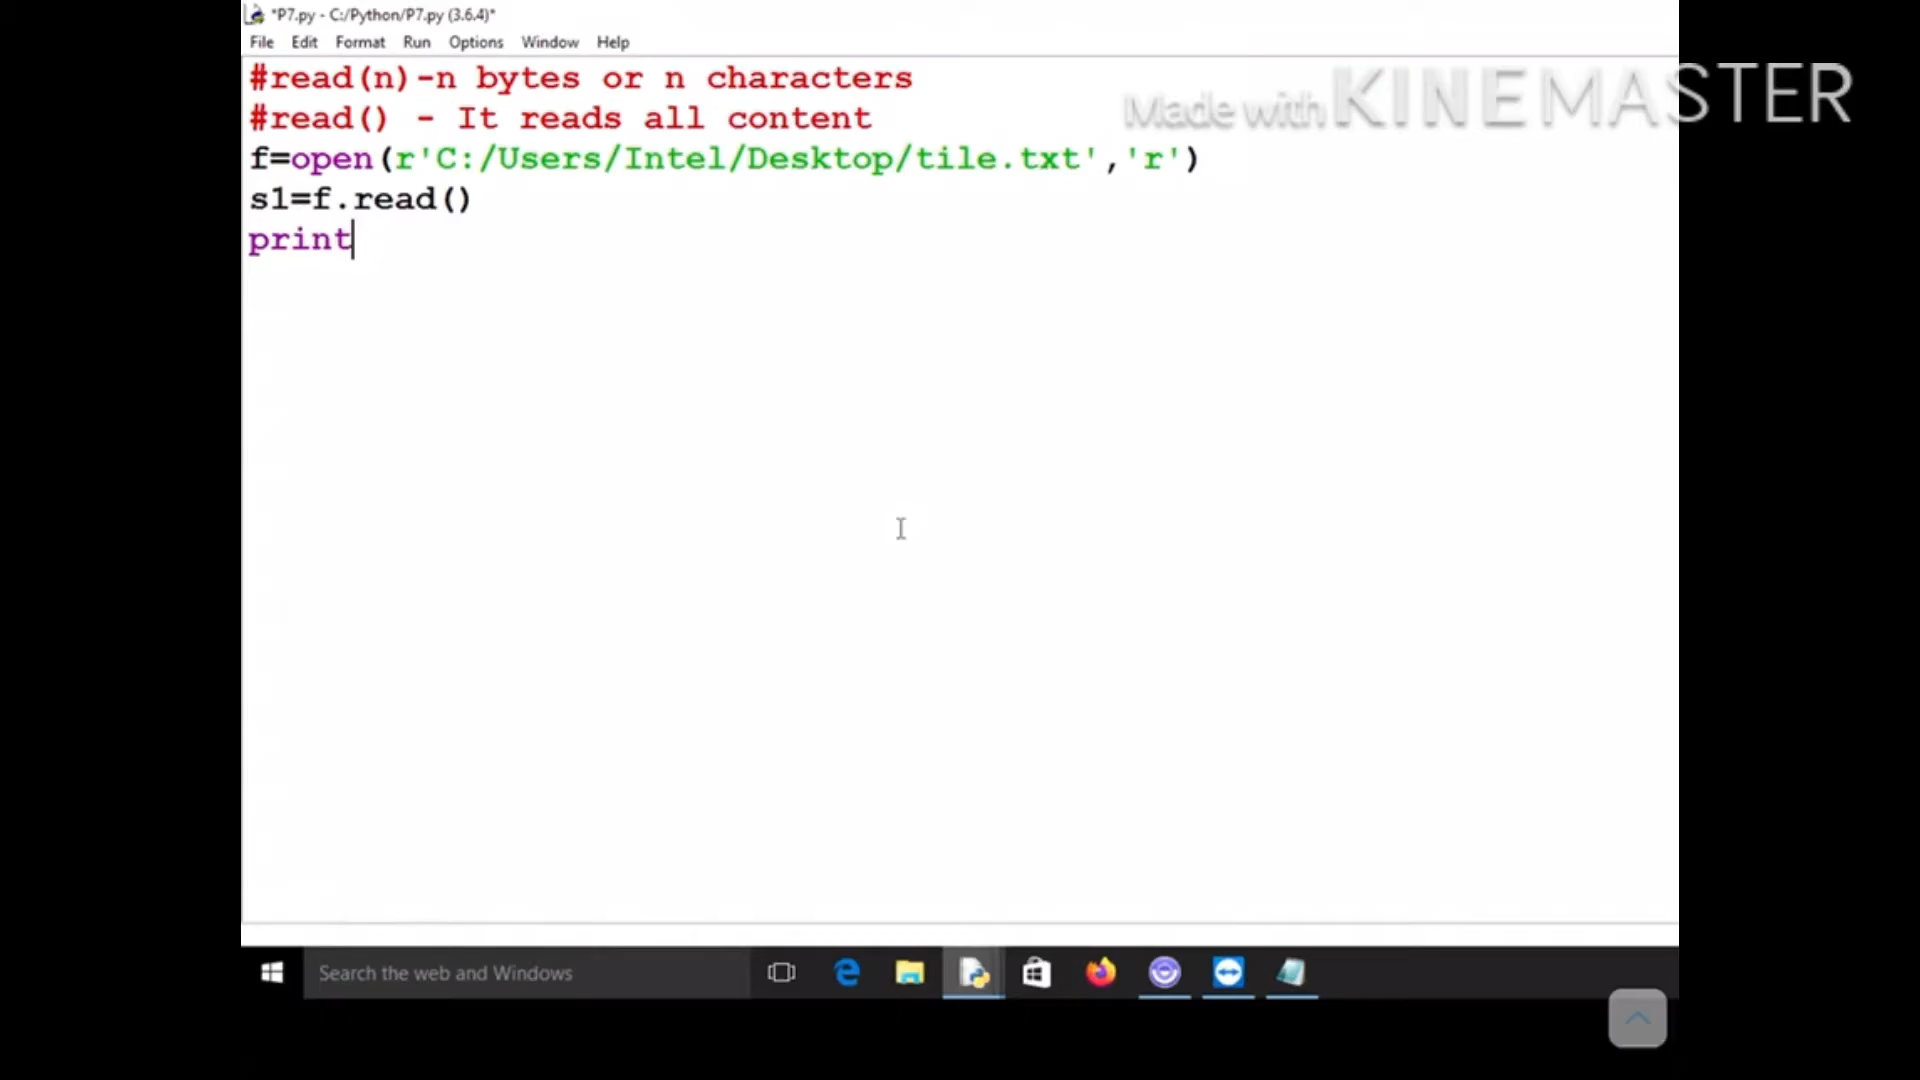 *P7.py - C:/Python/P7.py (3.6.4)*
File Edit Format Run Options Window Help
#read(n)-n bytes or n characters
#read() - It reads all content
f=open(r'C:/Users/Intel/Desktop/tile.txt','r')
s1=f.read()
print
Made with KINEMASTER
Search the web and Windows